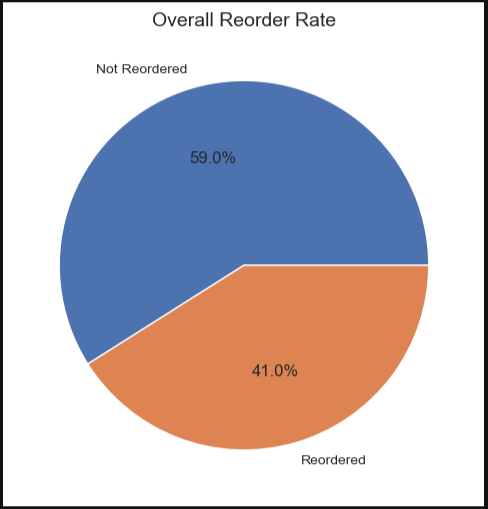 Overall Reorder Rate
Not Reordered
59.0%
41.0%
Reordered